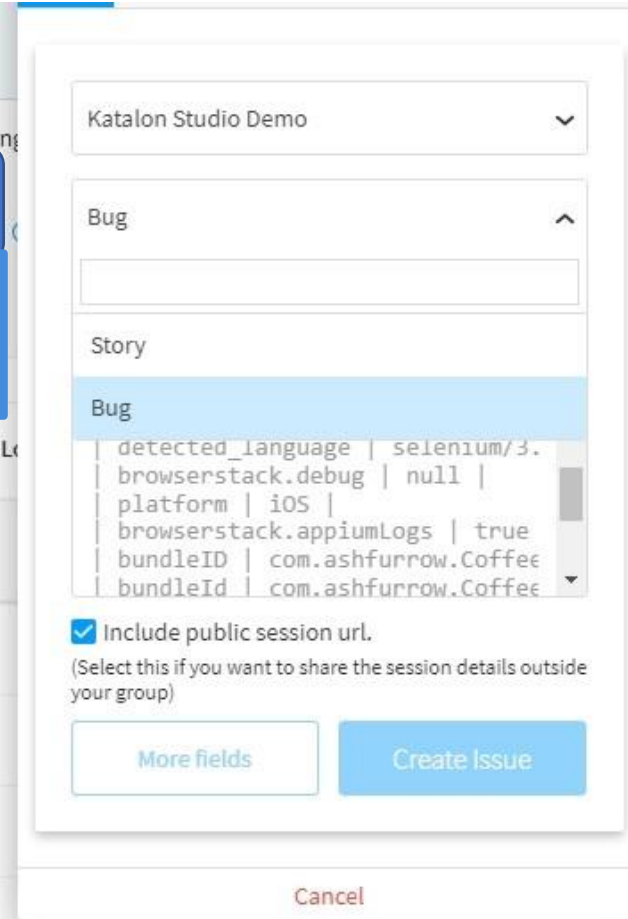 ng
Katalon Studio Demo
Bug
Story
Bug
Lo
| detected_language | selenium/3.
| browserstack.debug | null |
| platform | iOS |
| browserstack.appiumLogs | true
| bundleID | com.ashfurrow.Coffee
| bundleId | com.ashfurrow.Coffee
Include public session url.
(Select this if you want to share the session details outside
your group)
More fields
Create Issue
Cancel